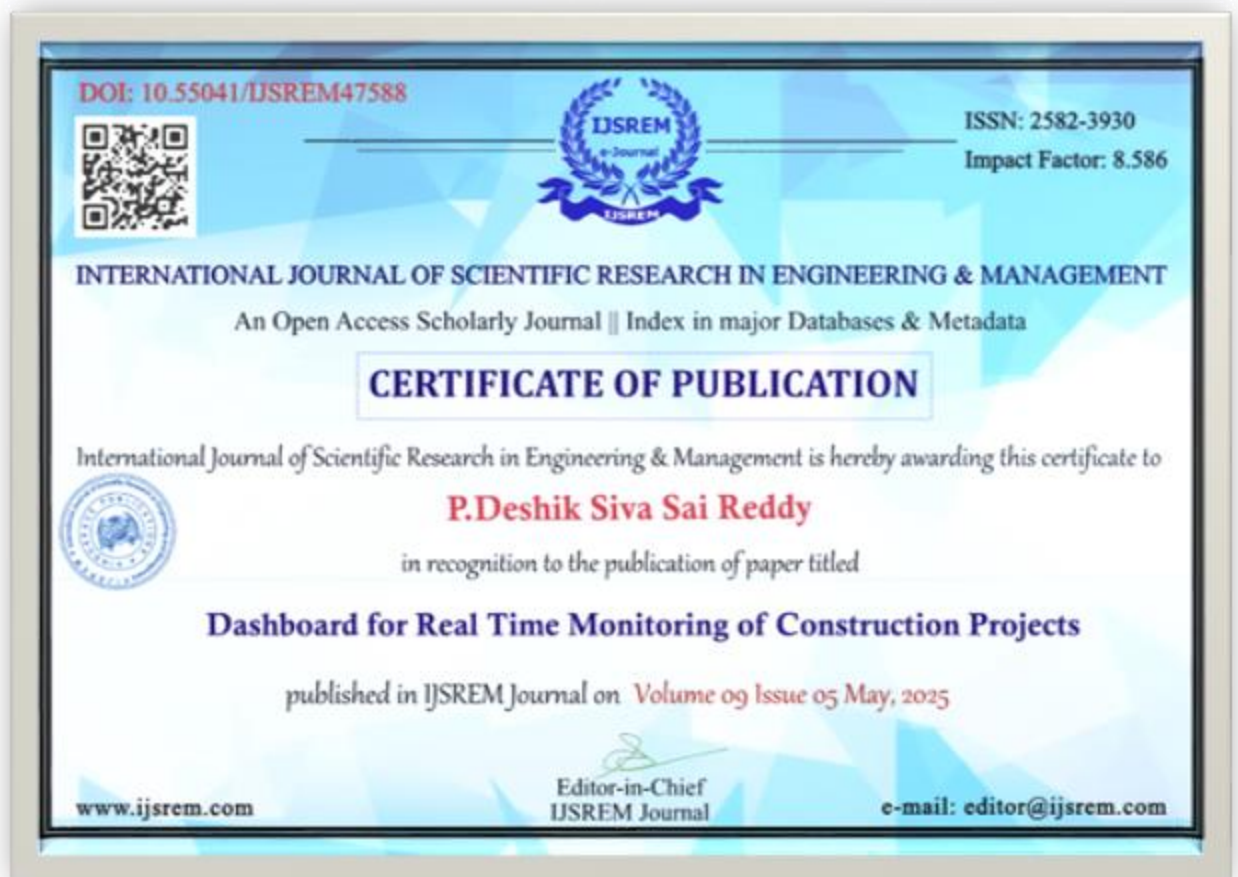 DOI: 10.55041/IJSREM47588
IJSREM
e-Journal
IJSREM
ISSN: 2582-3930
Impact Factor: 8.586
INTERNATIONAL JOURNAL OF SCIENTIFIC RESEARCH IN ENGINEERING & MANAGEMENT
An Open Access Scholarly Journal || Index in major Databases & Metadata
CERTIFICATE OF PUBLICATION
International Journal of Scientific Research in Engineering & Management is hereby awarding this certificate to
P.Deshik Siva Sai Reddy
in recognition to the publication of paper titled
Dashboard for Real Time Monitoring of Construction Projects
published in IJSREM Journal on Volume 09 Issue 05 May, 2025
Editor-in-Chief
IJSREM Journal
www.ijsrem.com
e-mail: editor@ijsrem.com